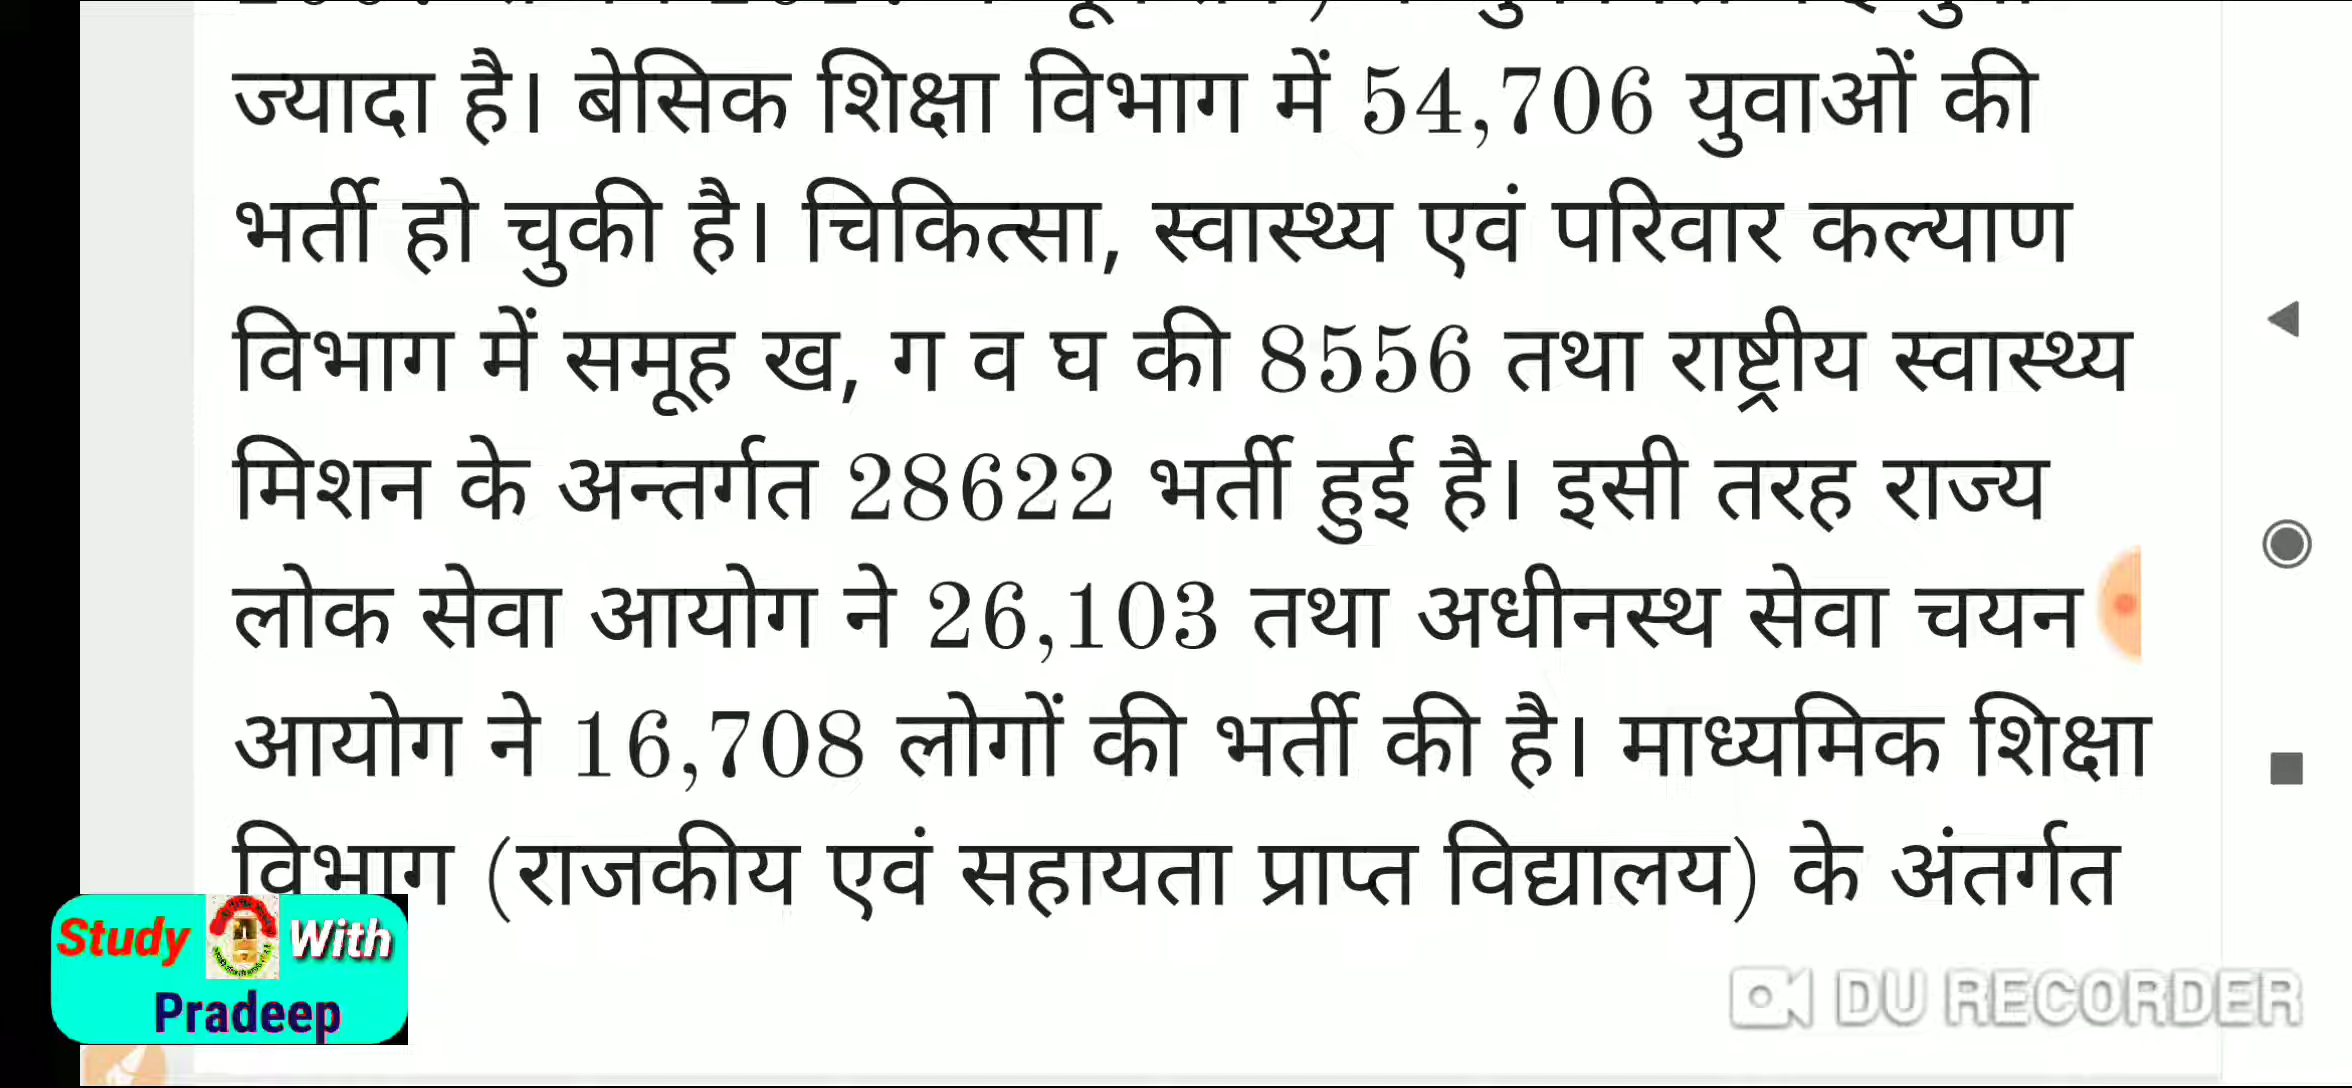 ज्यादा है। बेसिक शिक्षा विभाग में 54,706 युवाओं की
भर्ती हो चुकी है। चिकित्सा, स्वास्थ्य एवं परिवार कल्याण
विभाग में समूह ख, ग व घ की 8556 तथा राष्ट्रीय स्वास्थ्य
मिशन के अन्तर्गत 28622 भर्ती हुई है। इसी तरह राज्य
लोक सेवा आयोग ने 26,103 तथा अधीनस्थ सेवा चयन
आयोग ने 16,708 लोगों की भर्ती की है। माध्यमिक शिक्षा
विभाग (राजकीय एवं सहायता प्राप्त विद्यालय) के अंतर्गत
Study With
Pradeep
DU RECORDER